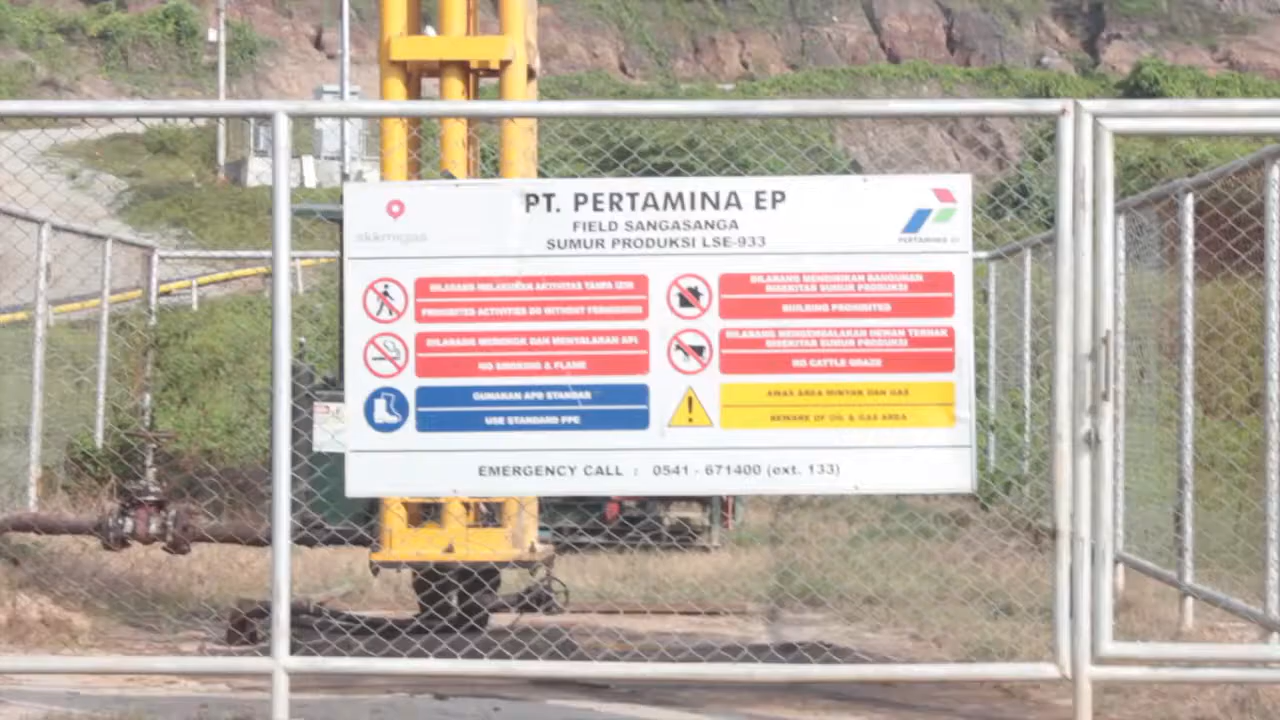 skkmigas
PT. PERTAMINA EP
FIELD SANGASANGA
SUMUR PRODUKSI LSE-933
PERTAMINA EP
DILARANG MELAKUKAN AKTIVITAS TANPA IZIN
PROHIBITED ACTIVITIES DO WITHOUT PERMISSION
DILARANG MEROKOK DAN MENYALAKAN API
NO SMOKING & FLAME
GUNAKAN APD STANDAR
USE STANDARD PPE
DILARANG MENDIRIKAN BANGUNAN
DISEKITAR SUMUR PRODUKSI
BUILDING PROHIBITED
DILARANG MENGGEMBALAKAN HEWAN TERNAK
DISEKITAR SUMUR PRODUKSI
NO CATTLE GRAZE
AWAS AREA MINYAK DAN GAS
BEWARE OF OIL & GAS AREA
EMERGENCY CALL : 0541 - 671400 (ext. 133)